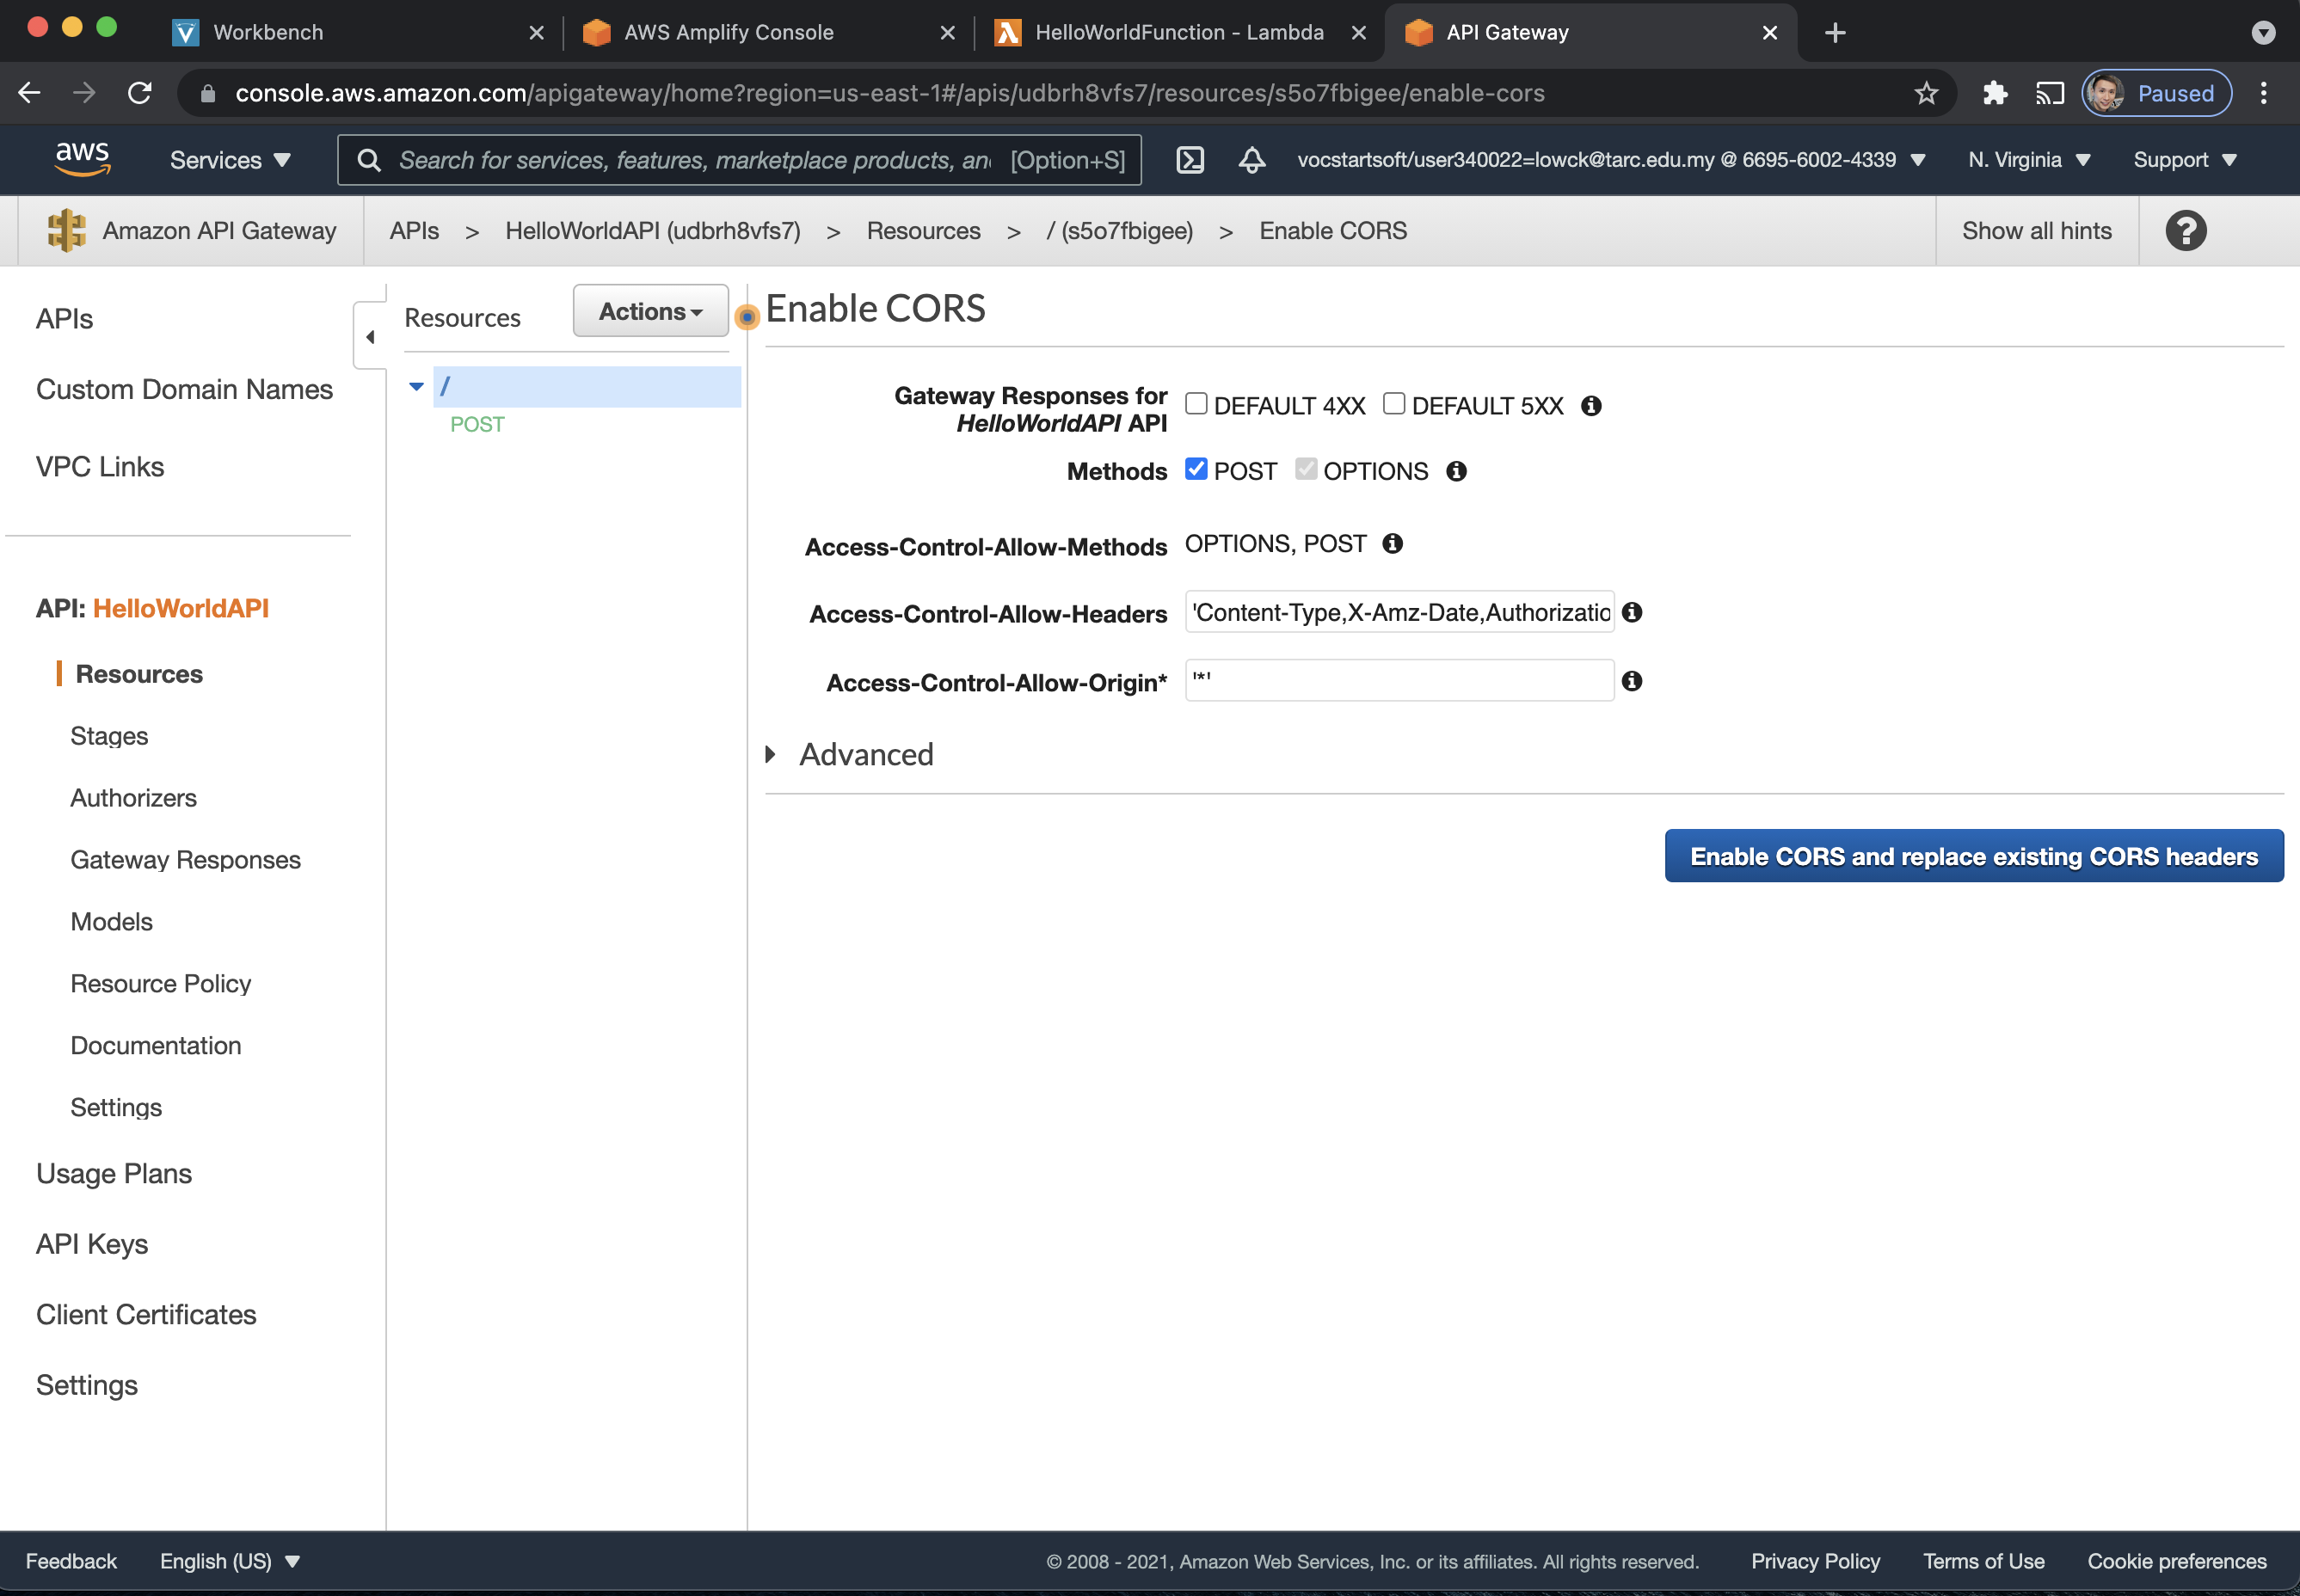 Workbench
AWS Amplify Console
HelloWorldFunction - Lambda
API Gateway
console.aws.amazon.com/apigateway/home?region=us-east-1#/apis/udbrh8vfs7/resources/s5o7fbigee/enable-cors
Paused
aws
Services
Search for services, features, marketplace products, an
[Option+S]
vocstartsoft/user340022=lowck@tarc.edu.my @ 6695-6002-4339
N. Virginia
Support
Amazon API Gateway
APIs > HelloWorldAPI (udbrh8vfs7) > Resources > / (s5o7fbigee) > Enable CORS
Show all hints
?
APIs
Custom Domain Names
VPC Links
API: HelloWorldAPI
Resources
Stages
Authorizers
Gateway Responses
Models
Resource Policy
Documentation
Settings
Usage Plans
API Keys
Client Certificates
Settings
Resources
Actions
/
POST
Enable CORS
Gateway Responses for
HelloWorldAPI API
DEFAULT 4XX DEFAULT 5XX
Methods POST OPTIONS
Access-Control-Allow-Methods OPTIONS, POST
Access-Control-Allow-Headers 'Content-Type,X-Amz-Date,Authorizatio
Access-Control-Allow-Origin* '*'
Advanced
Enable CORS and replace existing CORS headers
Feedback
English (US)
© 2008 - 2021, Amazon Web Services, Inc. or its affiliates. All rights reserved.
Privacy Policy
Terms of Use
Cookie preferences